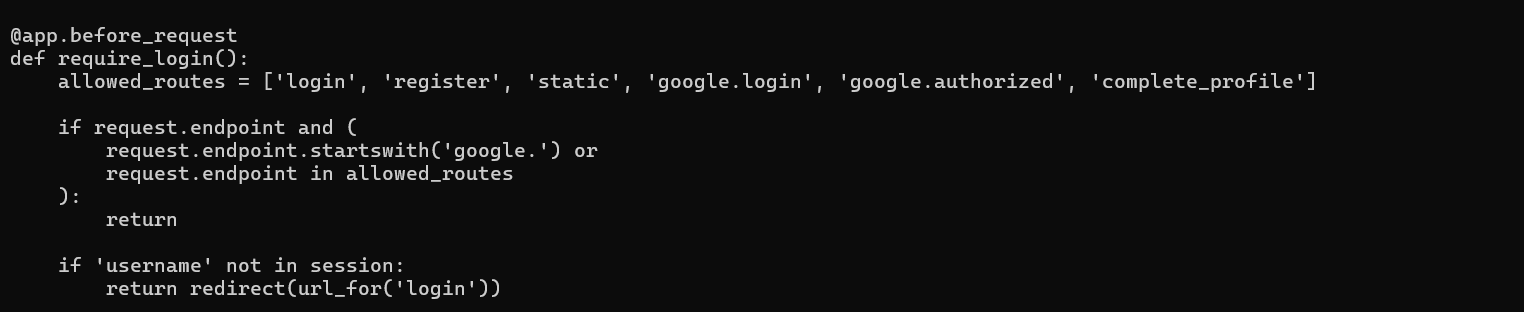 @app.before_request
def require_login():
    allowed_routes = ['login', 'register', 'static', 'google.login', 'google.authorized', 'complete_profile']

    if request.endpoint and (
        request.endpoint.startswith('google.') or
        request.endpoint in allowed_routes
    ):
        return

    if 'username' not in session:
        return redirect(url_for('login'))